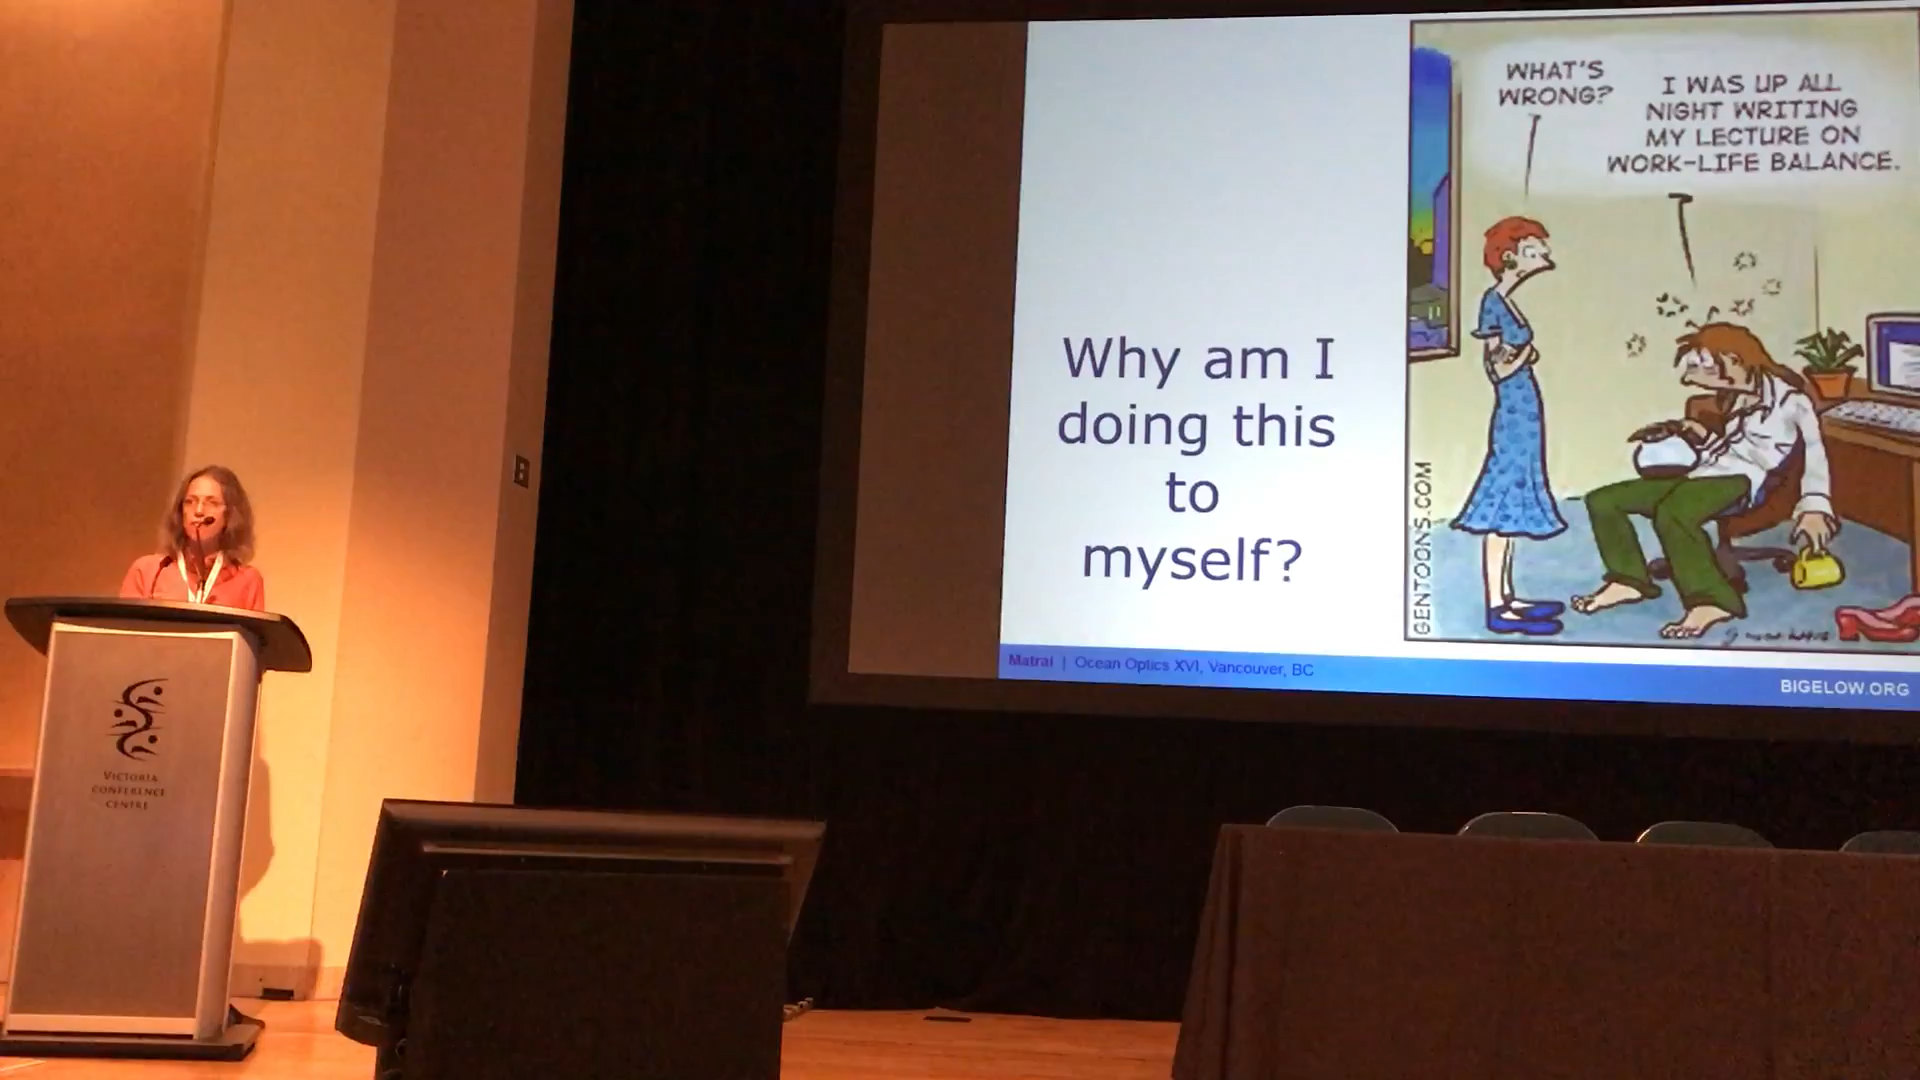 WHAT'S
WRONG?
I WAS UP ALL
NIGHT WRITING
MY LECTURE ON
WORK-LIFE BALANCE.
Why am I
doing this
to
myself?
GENTOONS.COM
Matrai | Ocean Optics XVI, Vancouver, BC
BIGELOW.ORG
VICTORIA
CONFERENCE
CENTRE